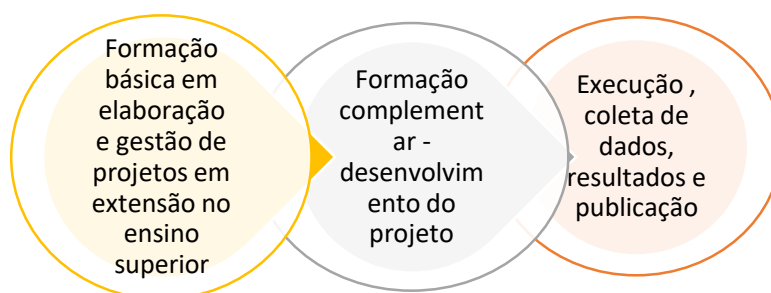 Formação
básica em
elaboração
e gestão de
projetos em
extensão no
ensino
superior
Formação
complement
ar -
desenvolvim
ento do
projeto
Execução ,
coleta de
dados,
resultados e
publicação